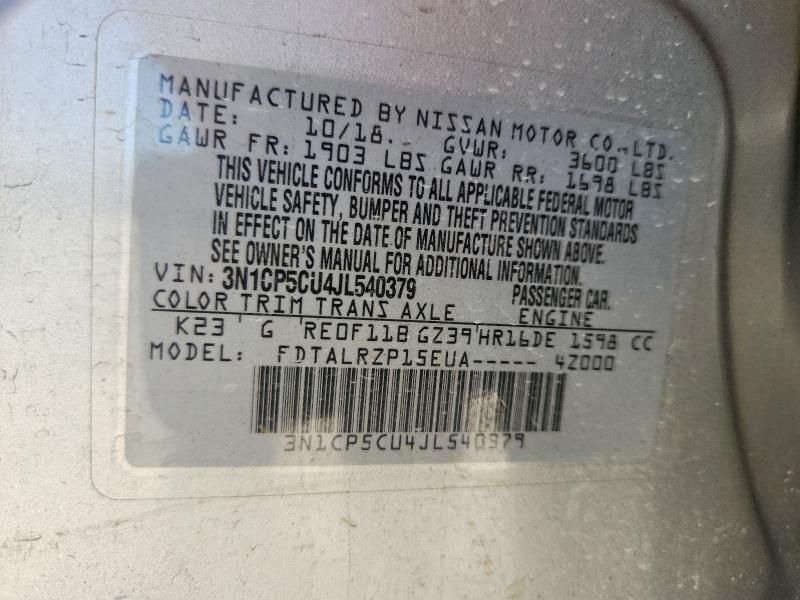 MANUFACTURED BY NISSAN MOTOR CO.,LTD.
DATE: 10/18. GVWR: 3600 LBS
GAWR FR: 1903 LBS GAWR RR: 1698 LBS
THIS VEHICLE CONFORMS TO ALL APPLICABLE FEDERAL MOTOR
VEHICLE SAFETY, BUMPER AND THEFT PREVENTION STANDARDS
IN EFFECT ON THE DATE OF MANUFACTURE SHOWN ABOVE.
SEE OWNER'S MANUAL FOR ADDITIONAL INFORMATION.
VIN: 3N1CP5CU4JL540379 PASSENGER CAR.
COLOR TRIM TRANS AXLE ENGINE
K23 G RE0F11B GZ39 HR16DE 1598 CC
MODEL: FDTALRZP15EUA----- 4Z000
3N1CP5CU4JL540379